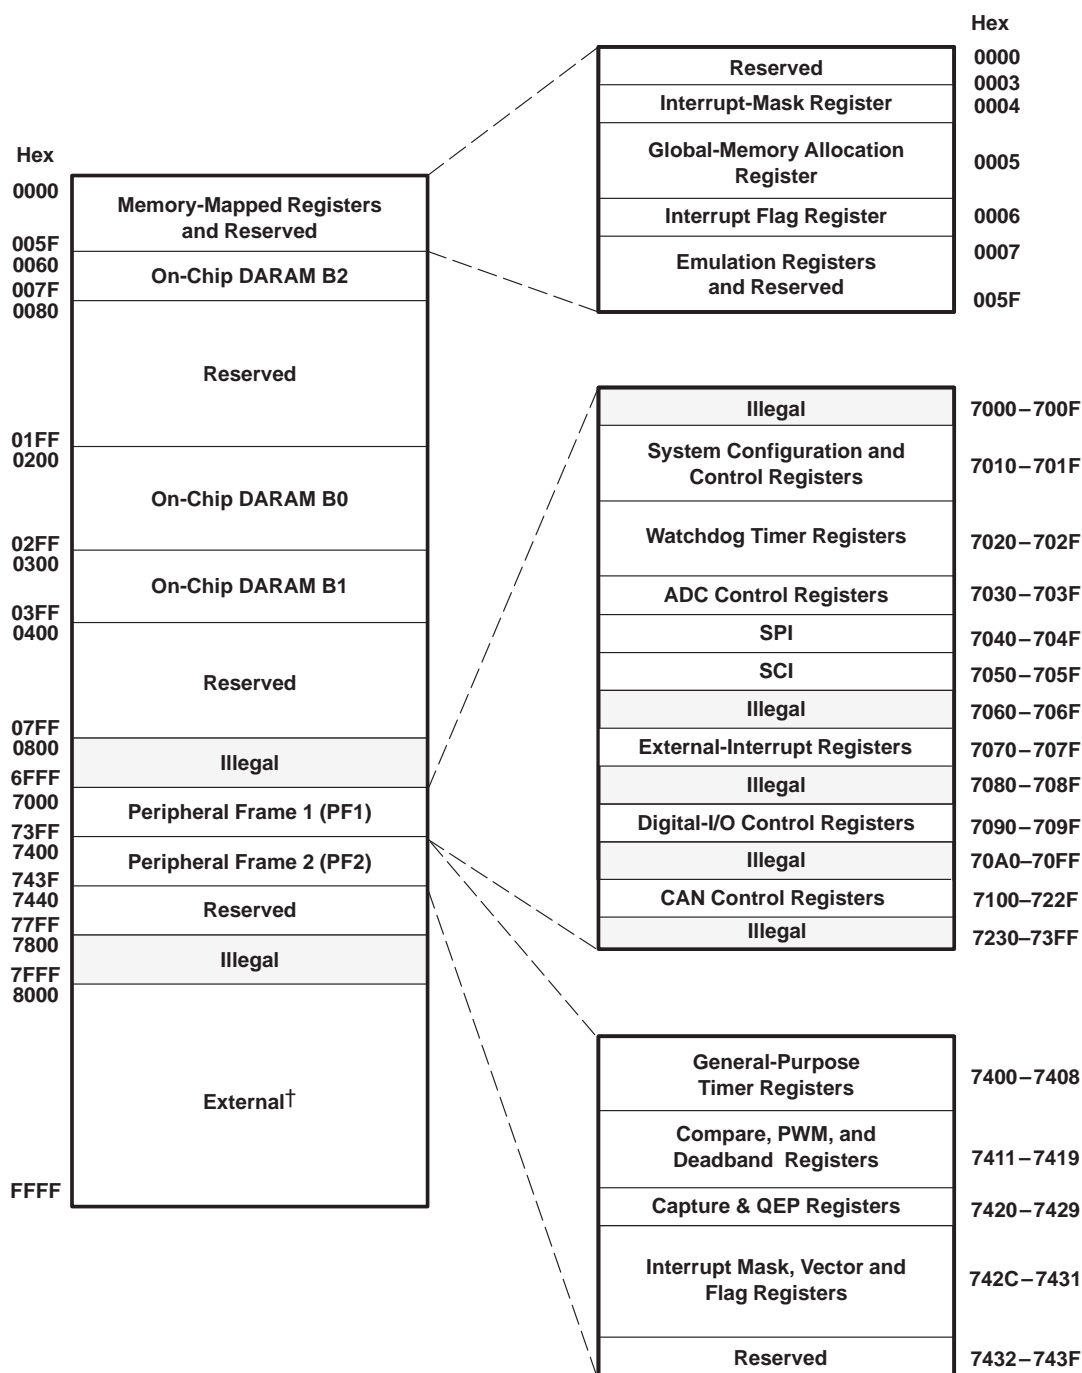 Hex
0000
Memory-Mapped Registers
and Reserved
005F
0060
On-Chip DARAM B2
007F
0080
Reserved
01FF
0200
On-Chip DARAM B0
02FF
0300
On-Chip DARAM B1
03FF
0400
Reserved
07FF
0800
Illegal
6FFF
7000
Peripheral Frame 1 (PF1)
73FF
7400
Peripheral Frame 2 (PF2)
743F
7440
Reserved
77FF
7800
Illegal
7FFF
8000
External†
FFFF
Hex
Reserved
0000
0003
Interrupt-Mask Register
0004
Global-Memory Allocation
Register
0005
Interrupt Flag Register
0006
Emulation Registers
and Reserved
0007
005F
Illegal
7000–700F
System Configuration and
Control Registers
7010–701F
Watchdog Timer Registers
7020–702F
ADC Control Registers
7030–703F
SPI
7040–704F
SCI
7050–705F
Illegal
7060–706F
External-Interrupt Registers
7070–707F
Illegal
7080–708F
Digital-I/O Control Registers
7090–709F
Illegal
70A0–70FF
CAN Control Registers
7100–722F
Illegal
7230–73FF
General-Purpose
Timer Registers
7400–7408
Compare, PWM, and
Deadband Registers
7411–7419
Capture & QEP Registers
7420–7429
Interrupt Mask, Vector and
Flag Registers
742C–7431
Reserved
7432–743F